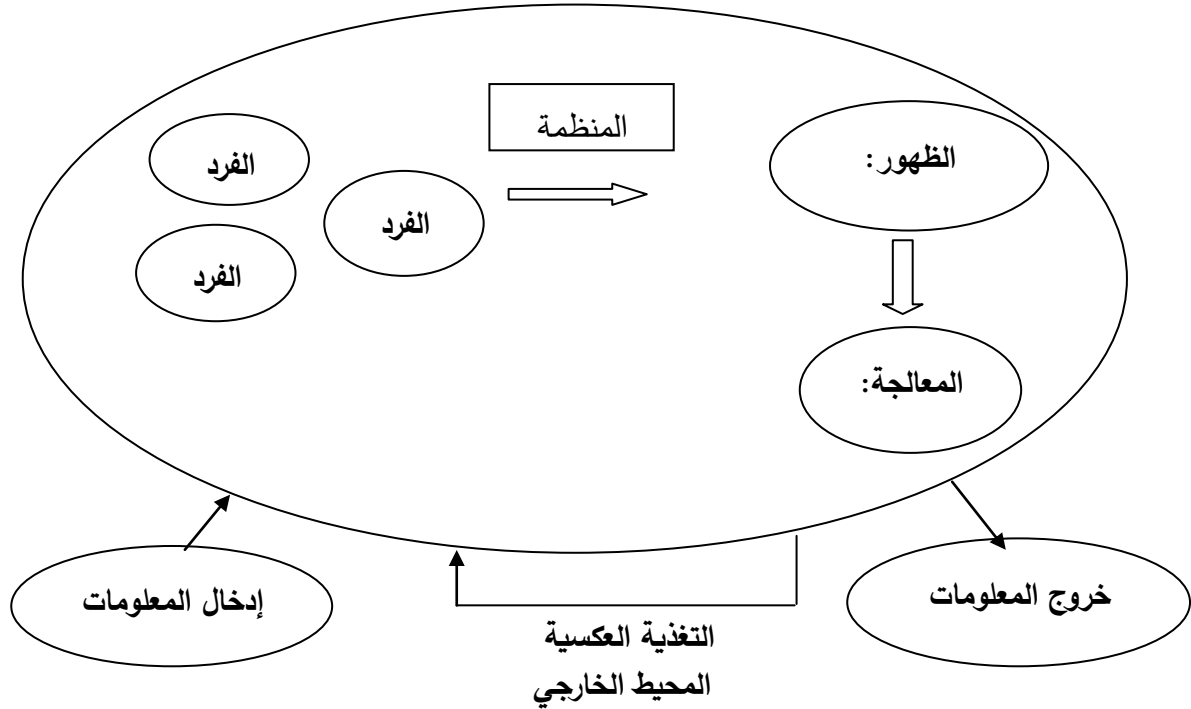 المنظمة
الظهور:
الفرد
الفرد
الفرد
المعالجة:
إدخال المعلومات
خروج المعلومات
التغذية العكسية
المحيط الخارجي